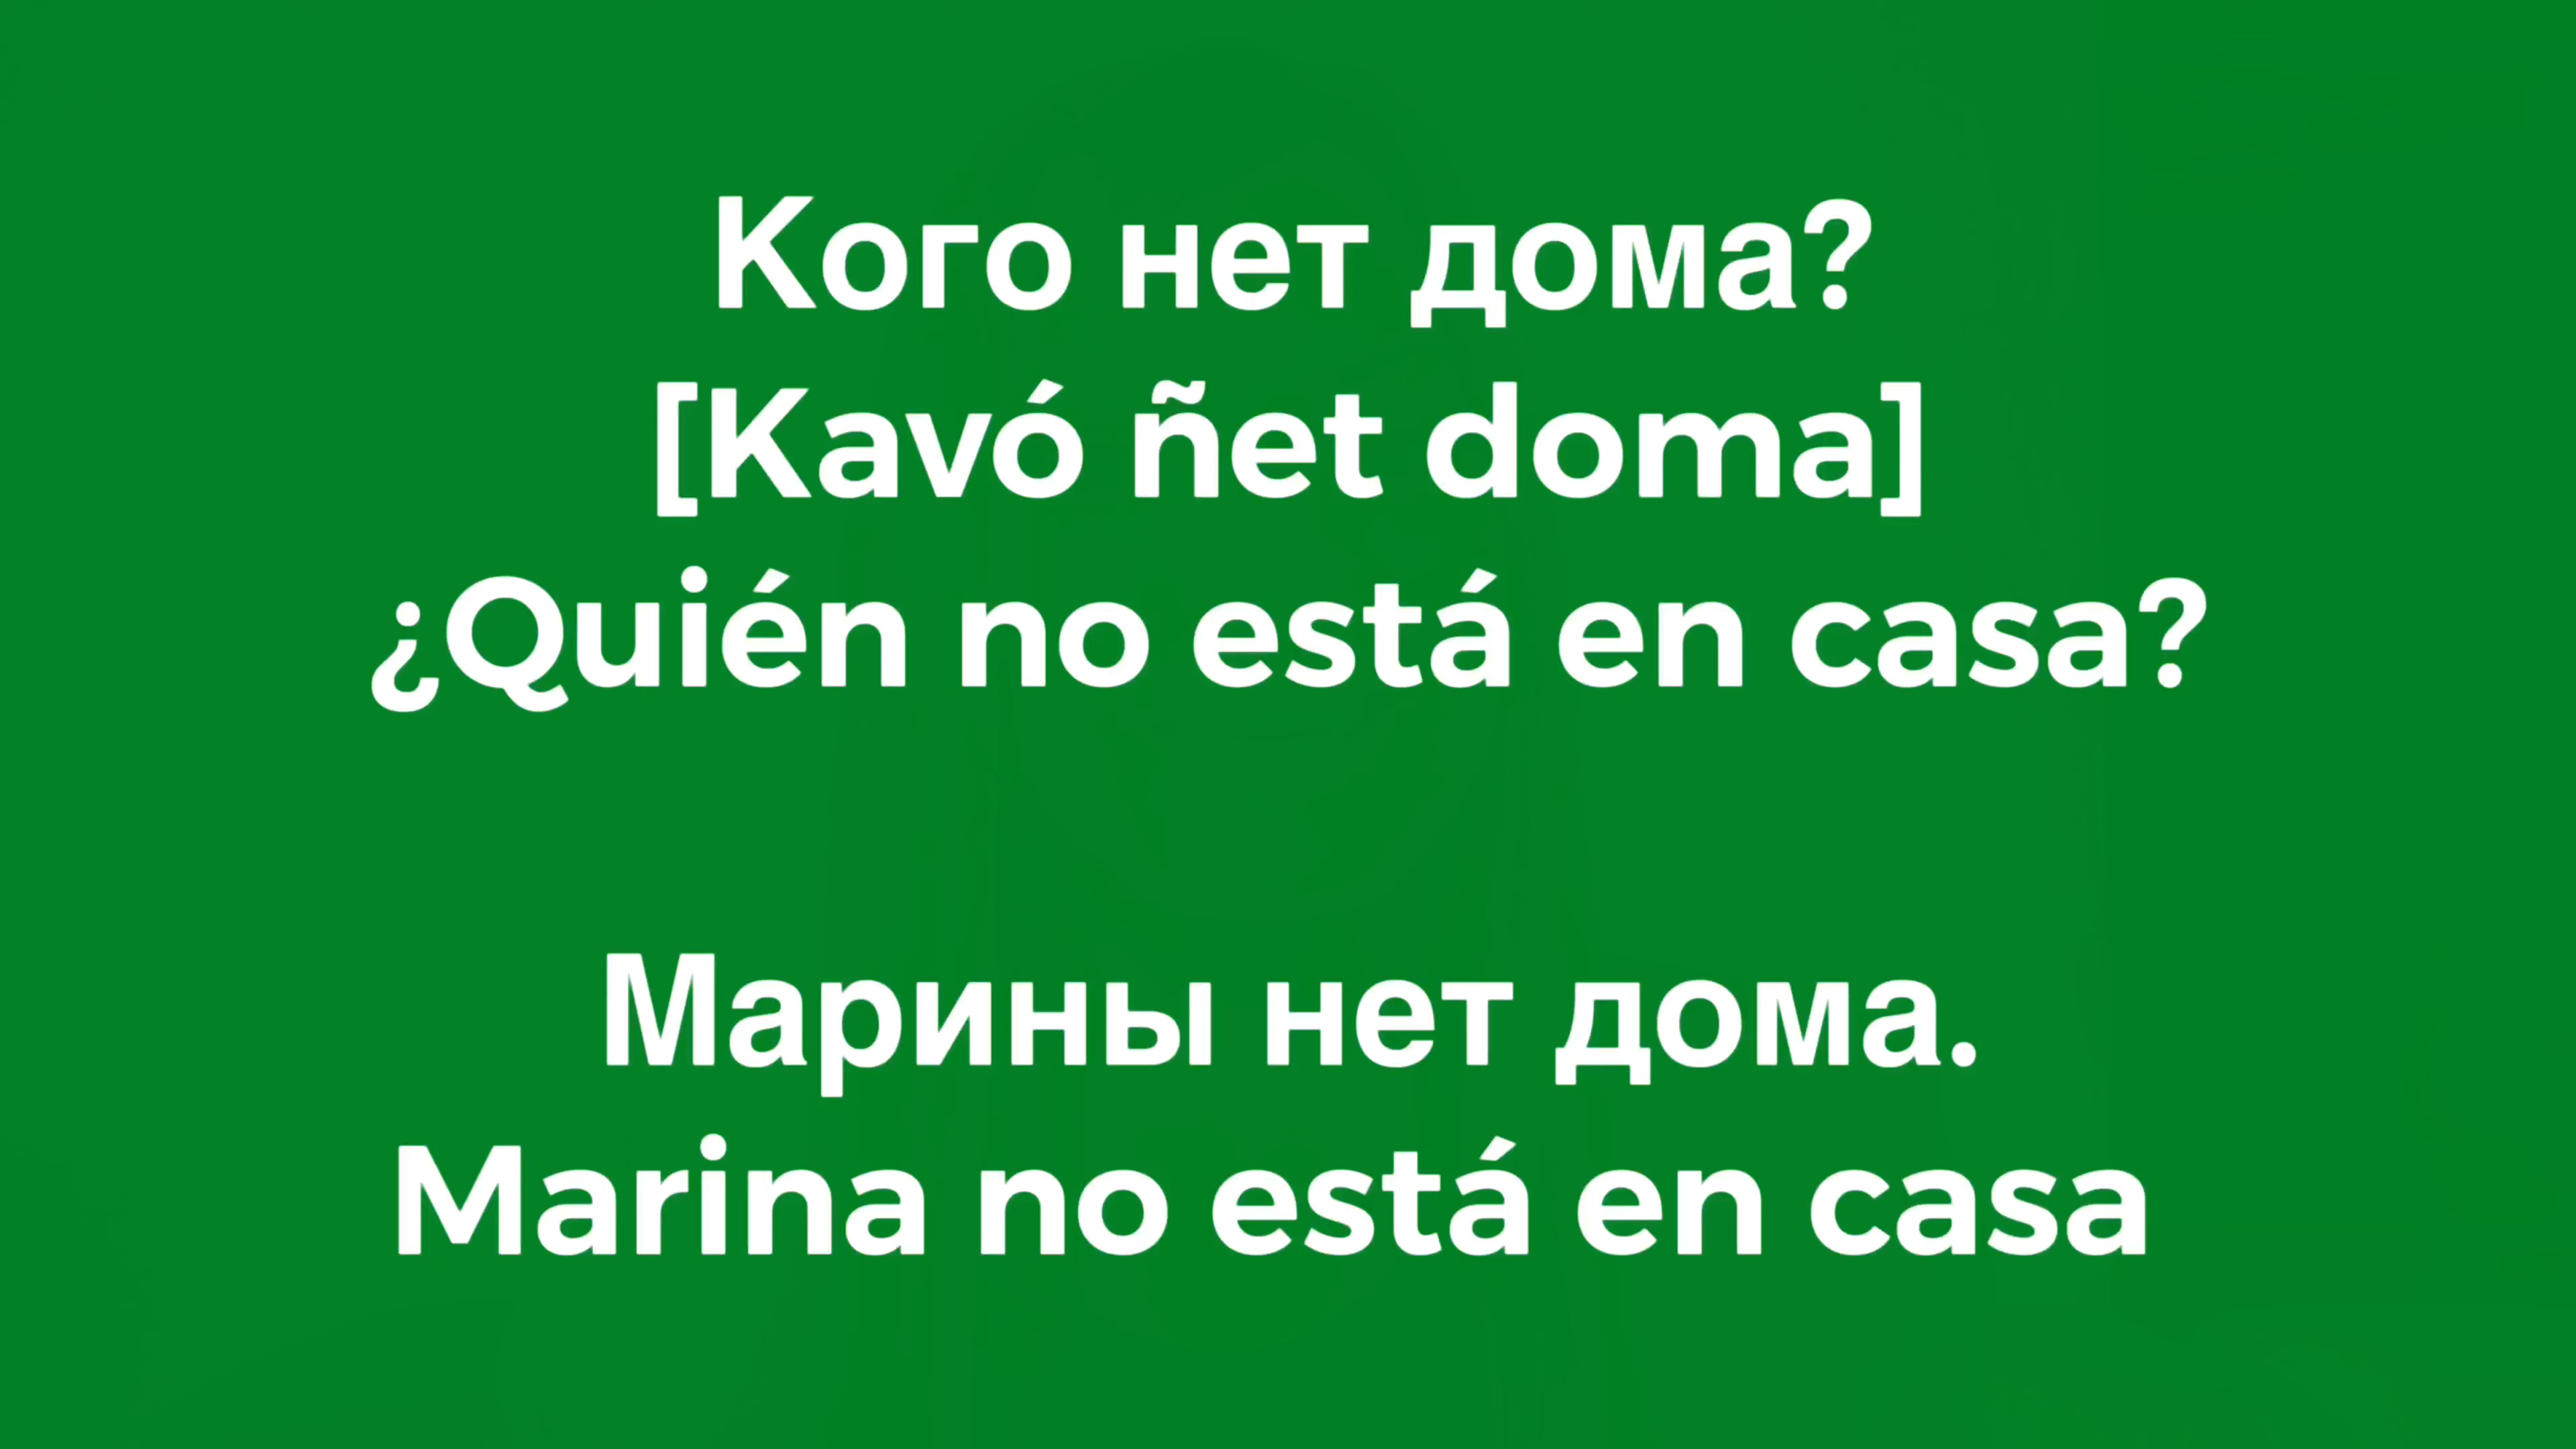 Кого нет дома?
[Kavó ñet doma]
¿Quién no está en casa?
Марины нет дома.
Marina no está en casa